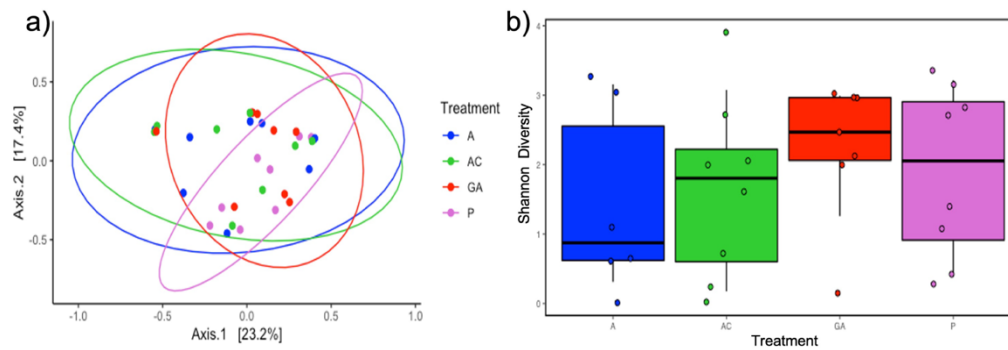 a)
0.5
0.0
-0.5
Axis.2 [17.4%]
-1.0
-0.5
0.0
0.5
1.0
Axis.1 [23.2%]
Treatment
A
AC
GA
P
b)
4
3
2
1
0
Shannon Diversity
A
AC
GA
P
Treatment